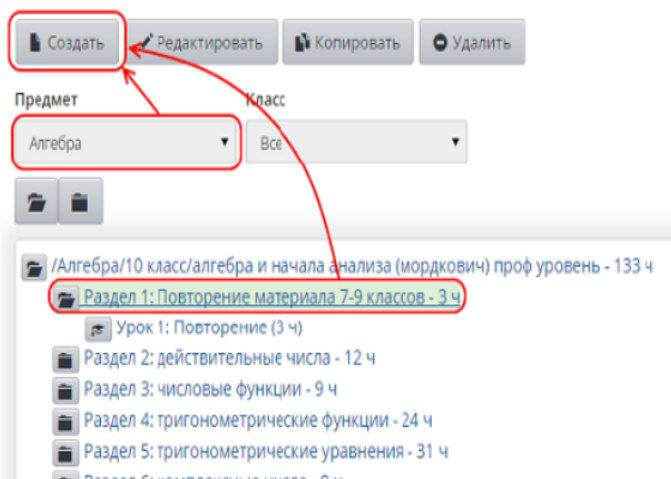 Создать Редактировать Копировать Удалить
Предмет Класс
Алгебра Все
/Алгебра/10 класс/алгебра и начала анализа (мордкович) проф уровень - 133 ч
Раздел 1: Повторение материала 7-9 классов - 3 ч
Урок 1: Повторение (3 ч)
Раздел 2: действительные числа - 12 ч
Раздел 3: числовые функции - 9 ч
Раздел 4: тригонометрические функции - 24 ч
Раздел 5: тригонометрические уравнения - 31 ч